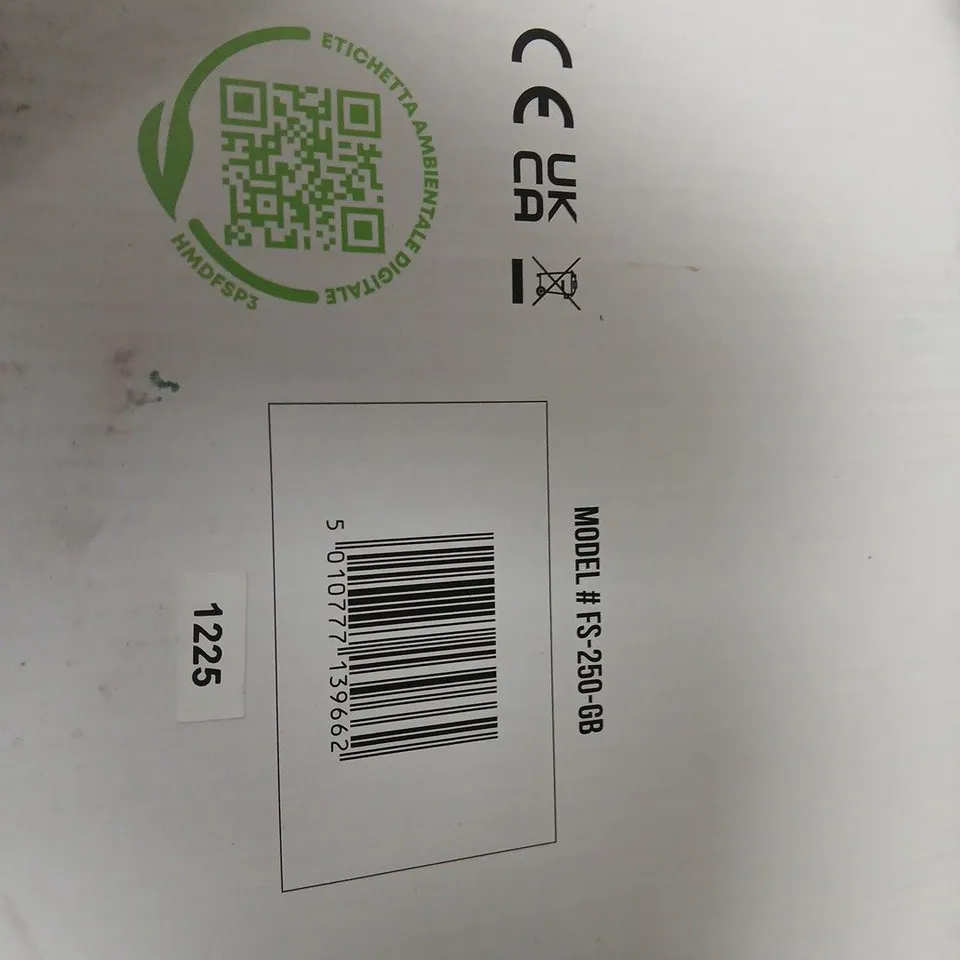 CE
UK
CA
ETICHETTA AMBIENTALE DIGITALE
HMDFSP3
MODEL # FS-250-GB
5 010777 139662
1225